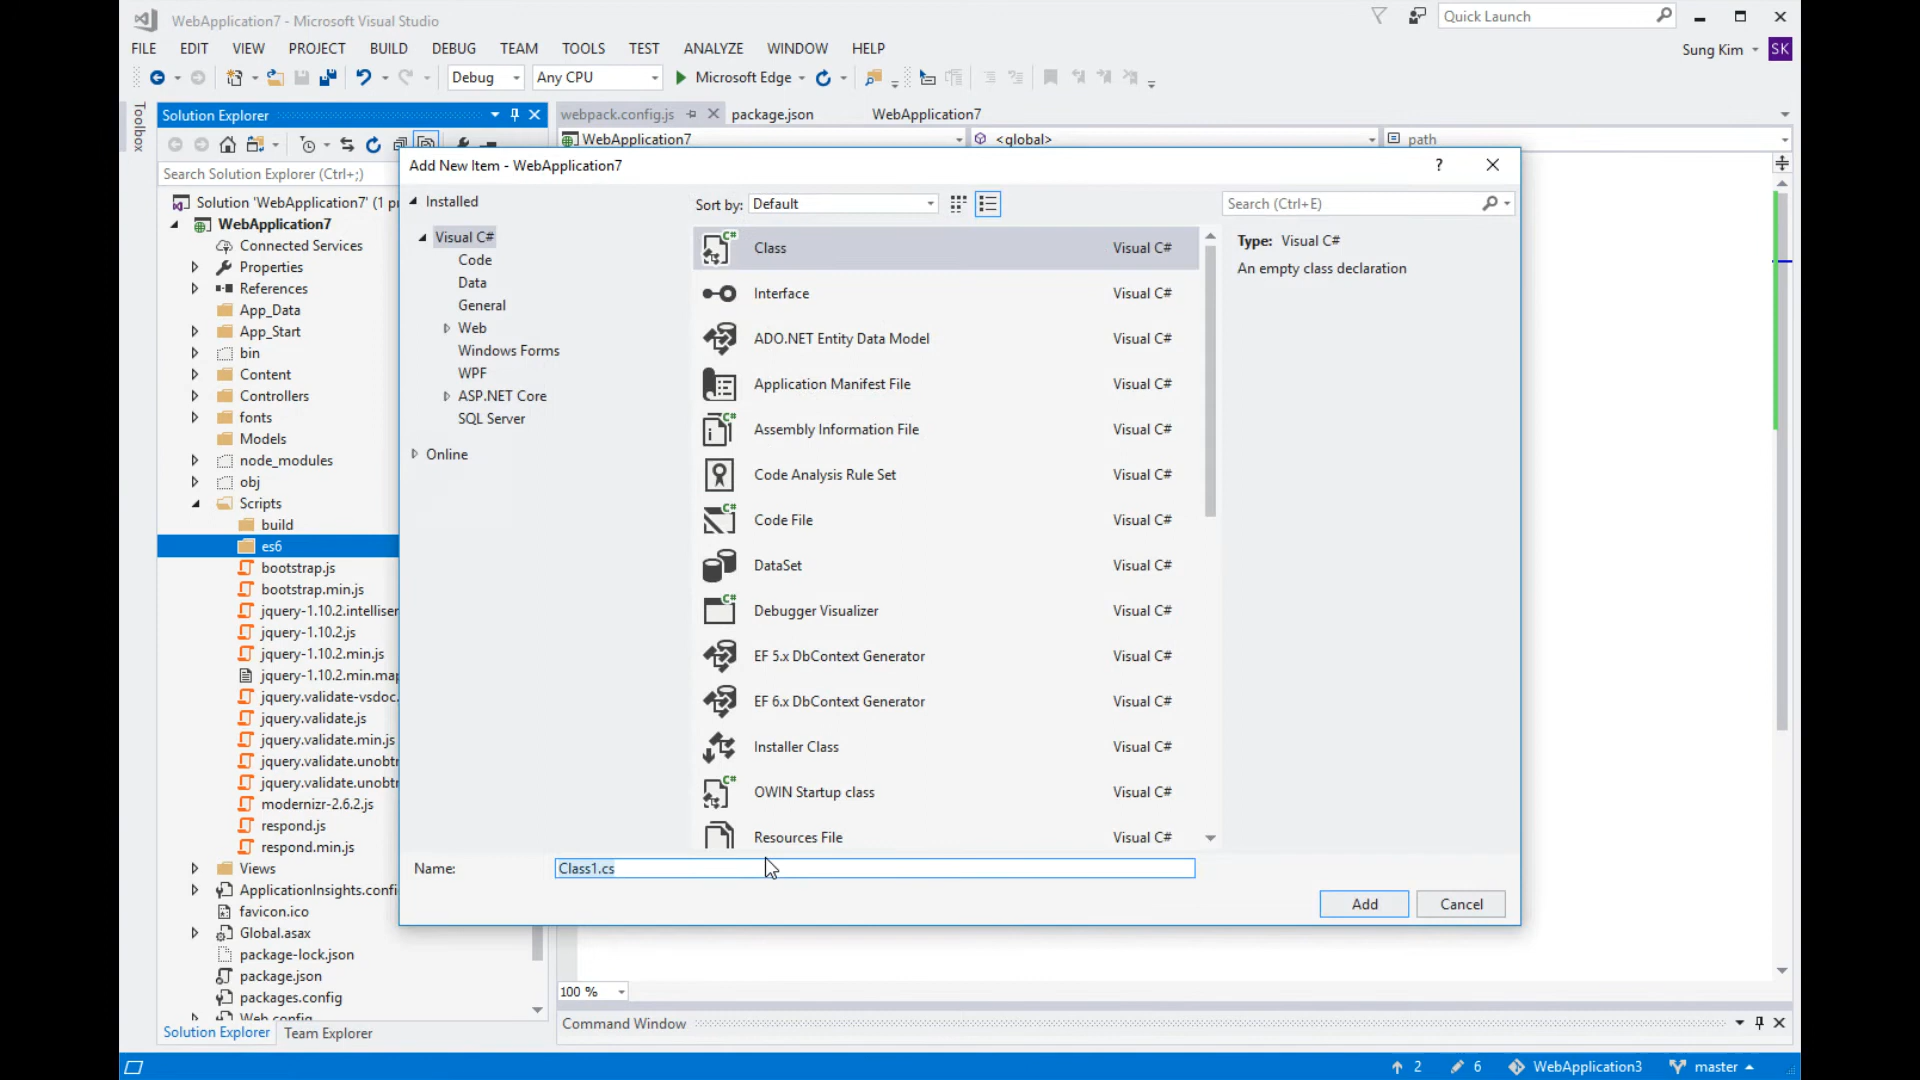 WebApplication7 - Microsoft Visual Studio
Quick Launch
FILE EDIT VIEW PROJECT BUILD DEBUG TEAM TOOLS TEST ANALYZE WINDOW HELP
Sung Kim SK
Debug Any CPU Microsoft Edge
Toolbox
Solution Explorer
webpack.config.js package.json WebApplication7
WebApplication7 <global> path
Search Solution Explorer (Ctrl+;)
Solution 'WebApplication7' (1 p
WebApplication7
Connected Services
Properties
References
App_Data
App_Start
bin
Content
Controllers
fonts
Models
node_modules
obj
Scripts
build
es6
bootstrap.js
bootstrap.min.js
jquery-1.10.2.intelliser
jquery-1.10.2.js
jquery-1.10.2.min.js
jquery-1.10.2.min.map
jquery.validate-vsdoc.
jquery.validate.js
jquery.validate.min.js
jquery.validate.unobtr
jquery.validate.unobtr
modernizr-2.6.2.js
respond.js
respond.min.js
Views
ApplicationInsights.confi
favicon.ico
Global.asax
package-lock.json
package.json
packages.config
Web.config
Solution Explorer Team Explorer
Add New Item - WebApplication7
?
Installed
Visual C#
Code
Data
General
Web
Windows Forms
WPF
ASP.NET Core
SQL Server
Online
Sort by: Default
Search (Ctrl+E)
Class Visual C#
Interface Visual C#
ADO.NET Entity Data Model Visual C#
Application Manifest File Visual C#
Assembly Information File Visual C#
Code Analysis Rule Set Visual C#
Code File Visual C#
DataSet Visual C#
Debugger Visualizer Visual C#
EF 5.x DbContext Generator Visual C#
EF 6.x DbContext Generator Visual C#
Installer Class Visual C#
OWIN Startup class Visual C#
Resources File Visual C#
Type: Visual C#
An empty class declaration
Name: Class1.cs
Add Cancel
100 %
Command Window
2 6 WebApplication3 master